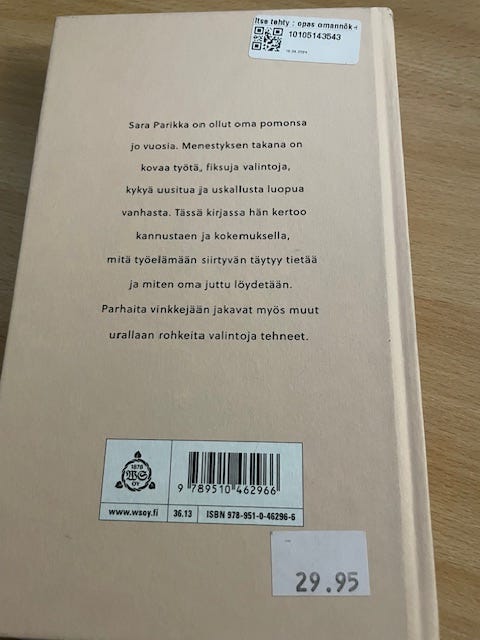 Itse tehty : opas omannök
10105143543
Sara Parikka on ollut oma pomonsa
jo vuosia. Menestyksen takana on
kovaa työtä, fiksuja valintoja,
kykyä uusitua ja uskallusta luopua
vanhasta. Tässä kirjassa hän kertoo
kannustaen ja kokemuksella,
mitä työelämään siirtyvän täytyy tietää
ja miten oma juttu löydetään.
Parhaita vinkkejään jakavat myös muut
urallaan rohkeita valintoja tehneet.
1878
WS
OY
9 789510 462966
www.wsoy.fi 36.13 ISBN 978-951-0-46296-6
29.95